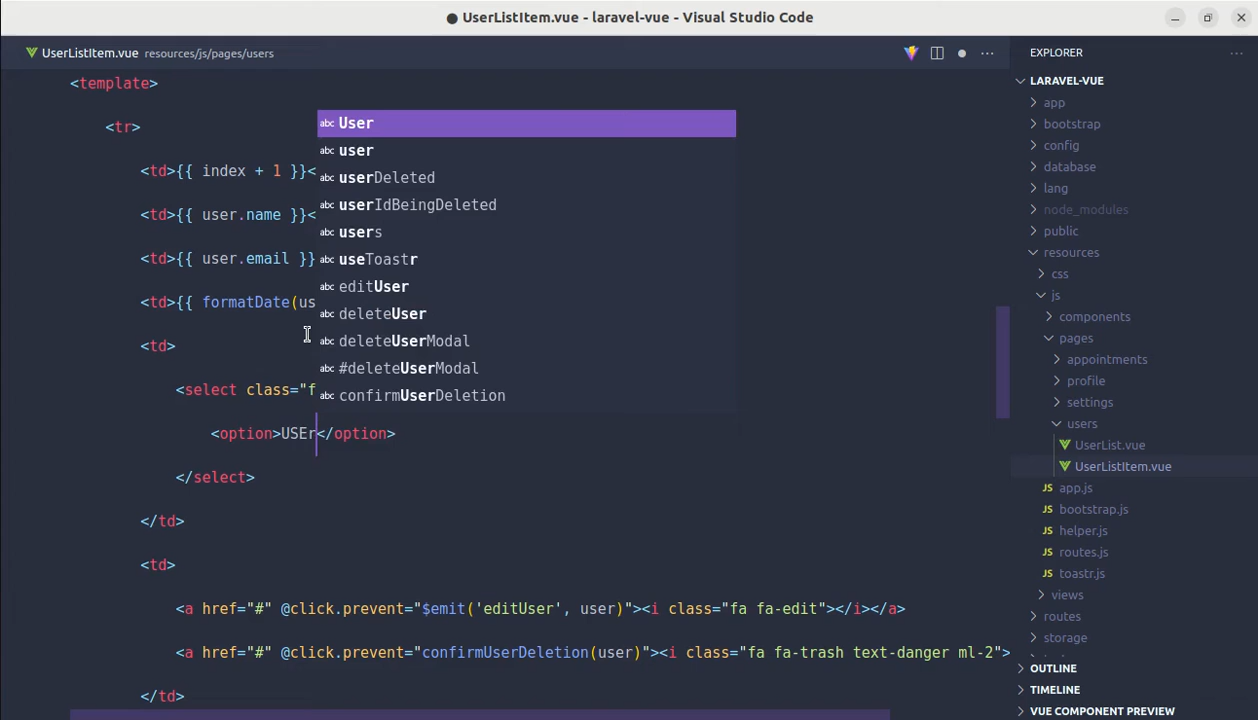 UserListItem.vue - laravel-vue - Visual Studio Code
UserListItem.vue resources/js/pages/users
<template>
<tr>
<td>{{ index + 1 }}<
<td>{{ user.name }}<
<td>{{ user.email }}
<td>{{ formatDate(us
<td>
<select class="f
<option>USEr</option>
</select>
</td>
<td>
<a href="#" @click.prevent="$emit('editUser', user)"><i class="fa fa-edit"></i></a>
<a href="#" @click.prevent="confirmUserDeletion(user)"><i class="fa fa-trash text-danger ml-2">
</td>
abc User
abc user
abc userDeleted
abc userIdBeingDeleted
abc users
abc useToastr
abc editUser
abc deleteUser
abc deleteUserModal
abc #deleteUserModal
abc confirmUserDeletion
EXPLORER
LARAVEL-VUE
app
bootstrap
config
database
lang
node_modules
public
resources
css
js
components
pages
appointments
profile
settings
users
UserList.vue
UserListItem.vue
JS app.js
JS bootstrap.js
JS helper.js
JS routes.js
JS toastr.js
views
routes
storage
OUTLINE
TIMELINE
VUE COMPONENT PREVIEW